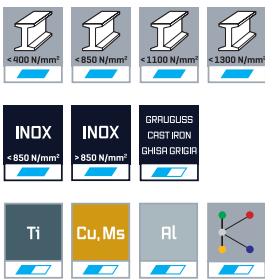 <400 N/mm²
<850 N/mm²
<1100 N/mm²
<1300 N/mm²
INOX
<850 N/mm²
INOX
>850 N/mm²
GRAUGUSS
CAST IRON
GHISA GRIGIA
Ti
Cu, Ms
Al